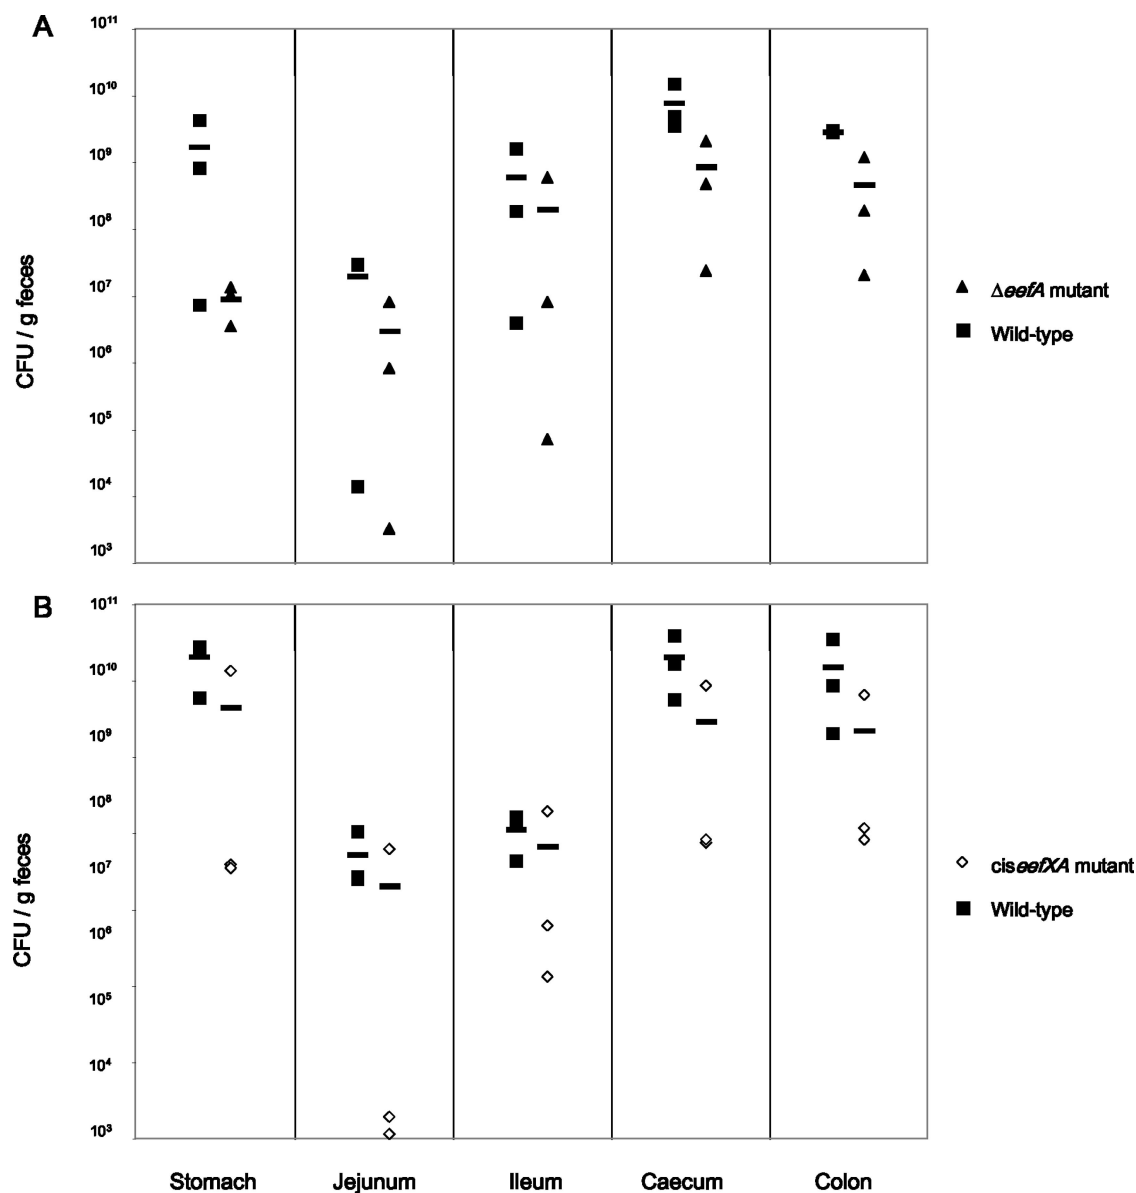 A
10¹¹
10¹⁰
10⁹
10⁸
10⁷
10⁶
10⁵
10⁴
10³
CFU / g feces
ΔeefA mutant
Wild-type
B
10¹¹
10¹⁰
10⁹
10⁸
10⁷
10⁶
10⁵
10⁴
10³
CFU / g feces
ciseefXA mutant
Wild-type
Stomach Jejunum Ileum Caecum Colon